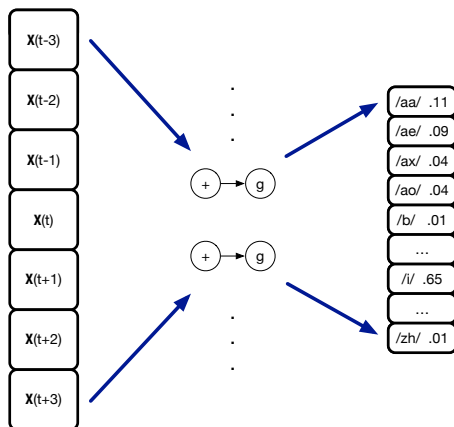 X(t-3)
X(t-2)
X(t-1)
X(t)
X(t+1)
X(t+2)
X(t+3)
.
.
.
+ g
+ g
.
.
.
/aa/ .11
/ae/ .09
/ax/ .04
/ao/ .04
/b/ .01
...
/i/ .65
...
/zh/ .01